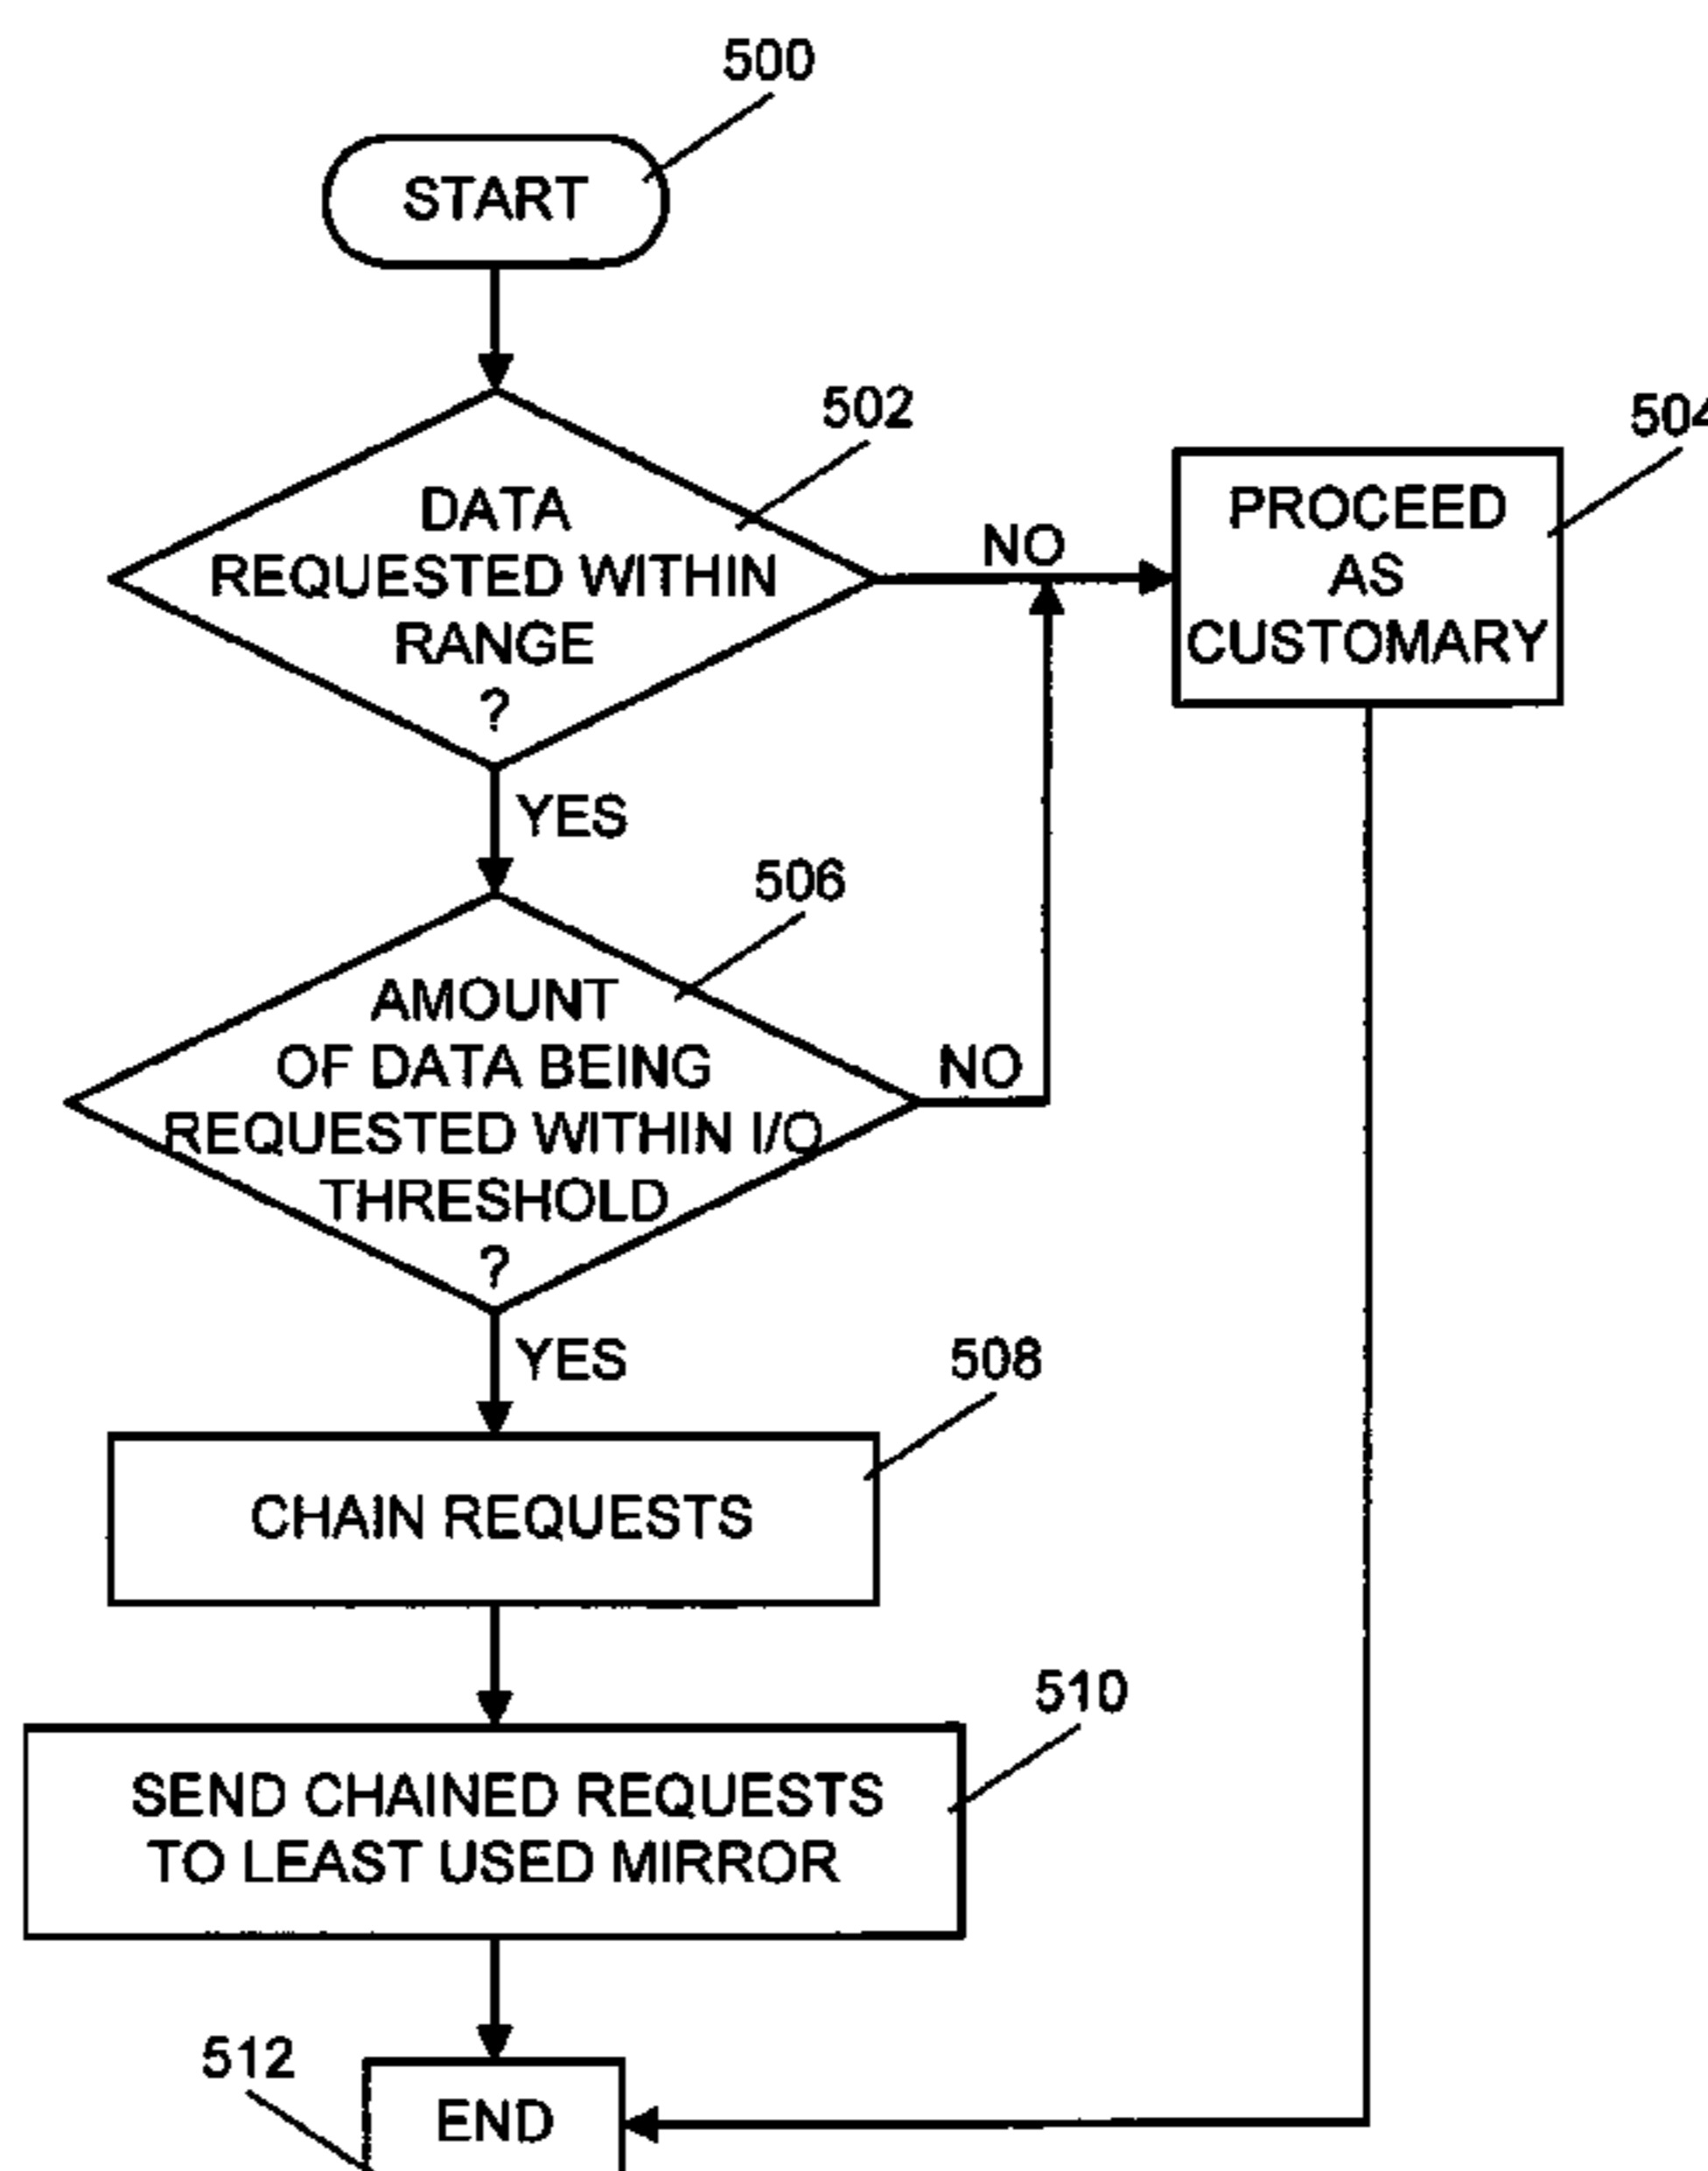 500
START
502
DATA
REQUESTED WITHIN
RANGE
?
NO
504
PROCEED
AS
CUSTOMARY
YES
506
AMOUNT
OF DATA BEING
REQUESTED WITHIN I/O
THRESHOLD
?
NO
YES
508
CHAIN REQUESTS
510
SEND CHAINED REQUESTS
TO LEAST USED MIRROR
512
END